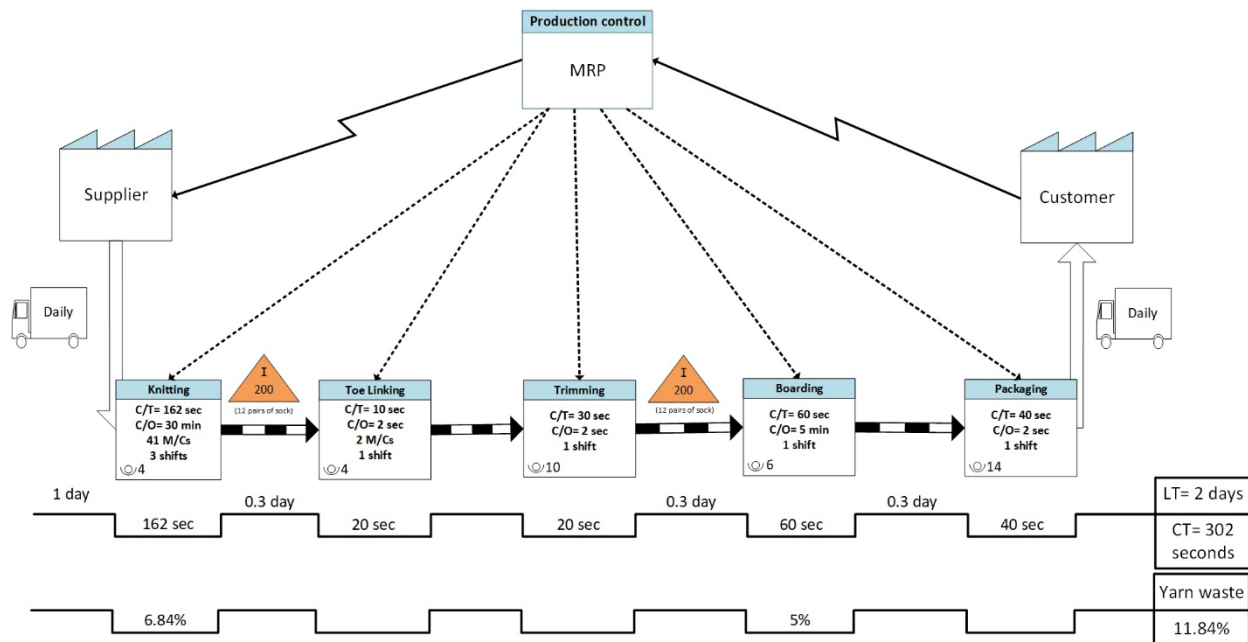 Production control
MRP
Supplier
Customer
Daily
Daily
Knitting
C/T= 162 sec
C/O= 30 min
41 M/Cs
3 shifts
4
I
200
(12 pairs of sock)
Toe Linking
C/T= 10 sec
C/O= 2 sec
2 M/Cs
1 shift
4
Trimming
C/T= 30 sec
C/O= 2 sec
1 shift
10
I
200
(12 pairs of sock)
Boarding
C/T= 60 sec
C/O= 5 min
1 shift
6
Packaging
C/T= 40 sec
C/O= 2 sec
1 shift
14
1 day
162 sec
0.3 day
20 sec
20 sec
0.3 day
60 sec
0.3 day
40 sec
LT= 2 days
CT= 302
seconds
6.84%
5%
Yarn waste
11.84%